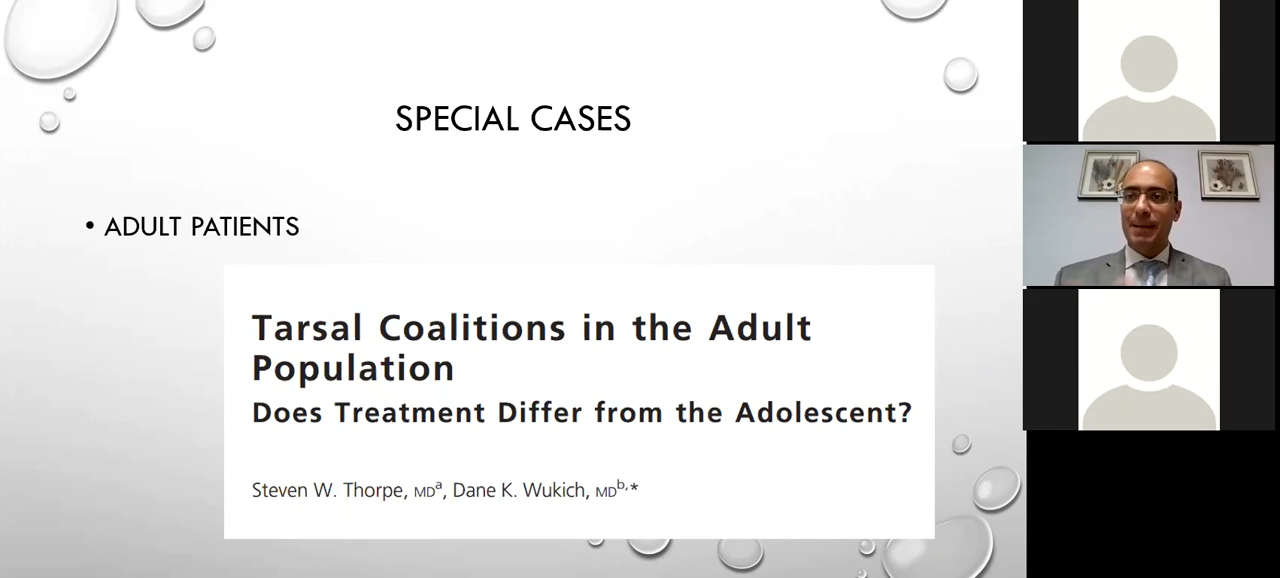 SPECIAL CASES
• ADULT PATIENTS
Tarsal Coalitions in the Adult
Population
Does Treatment Differ from the Adolescent?
Steven W. Thorpe, MDᵃ, Dane K. Wukich, MDᵇ,*